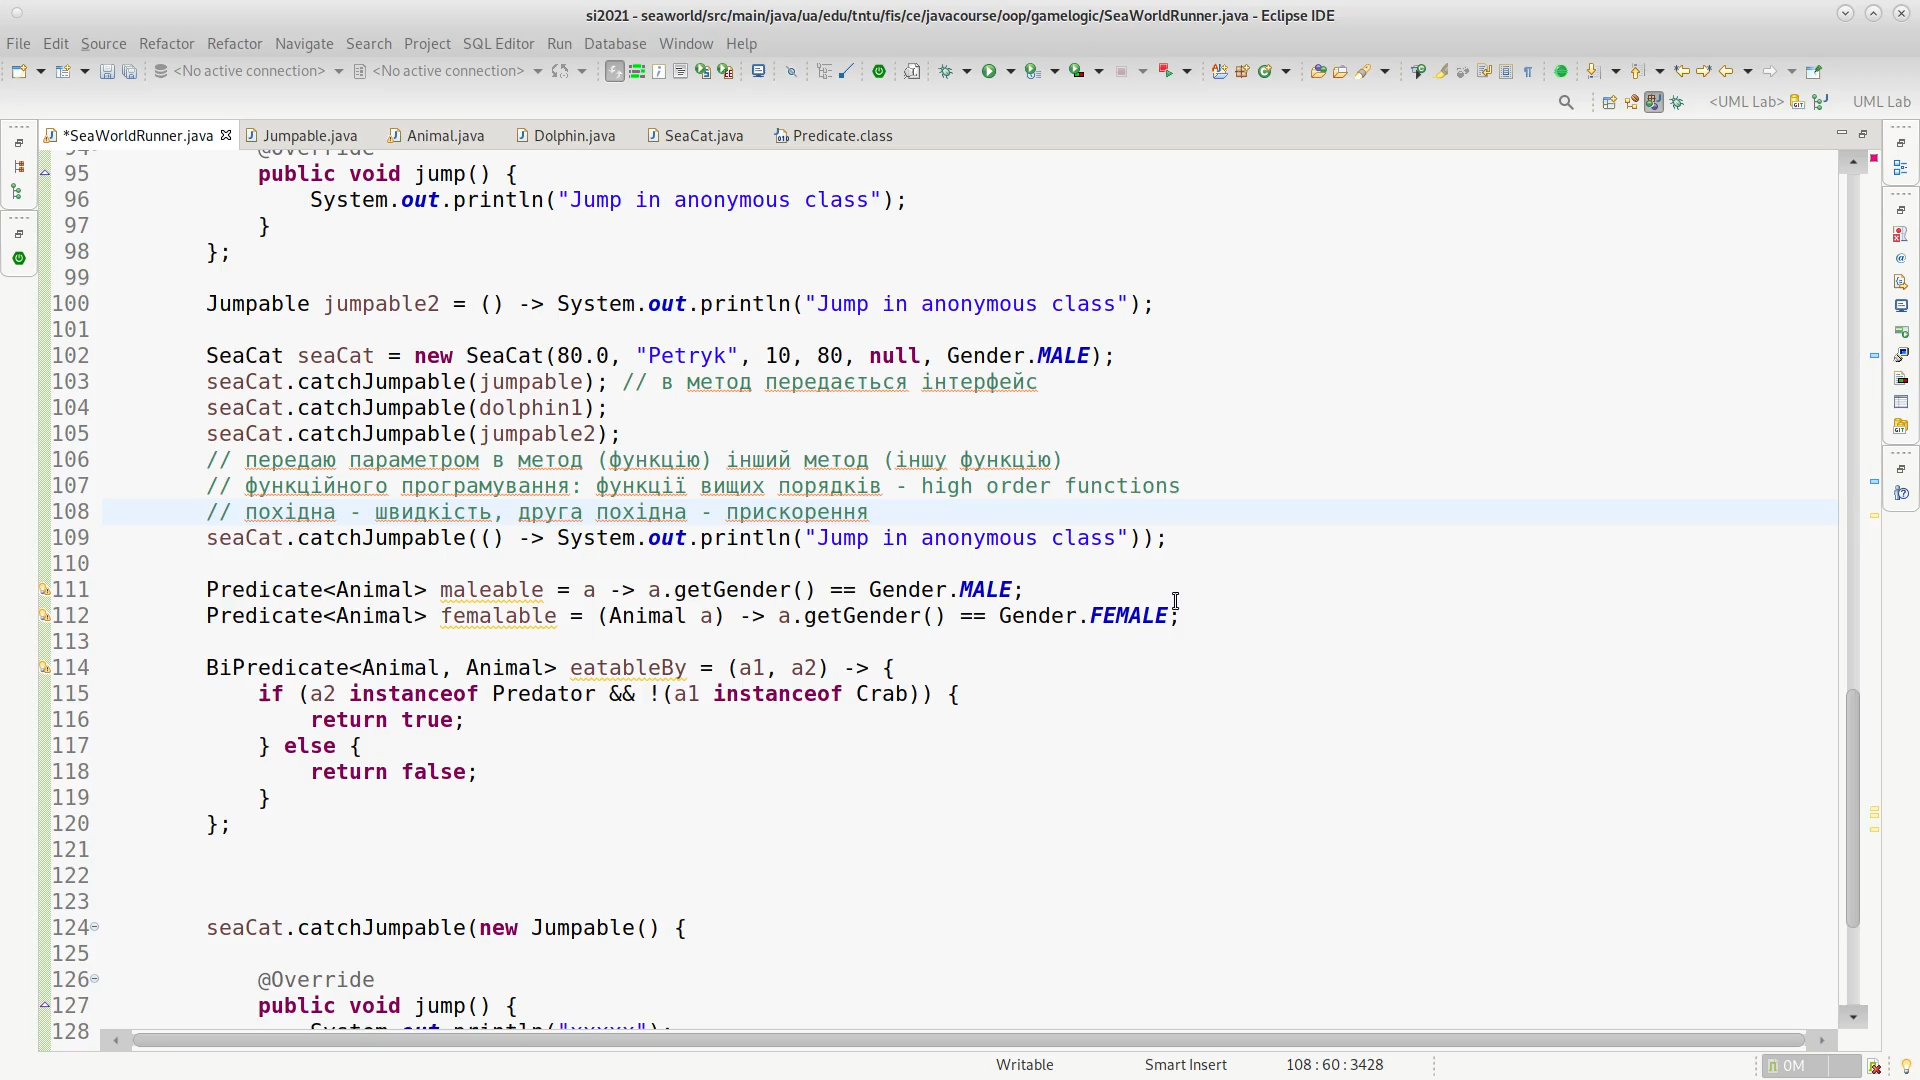 si2021 - seaworld/src/main/java/ua/edu/tntu/fis/ce/javacourse/oop/gamelogic/SeaWorldRunner.java - Eclipse IDE
File Edit Source Refactor Refactor Navigate Search Project SQL Editor Run Database Window Help
<No active connection> <No active connection>
<UML Lab> UML Lab
*SeaWorldRunner.java Jumpable.java Animal.java Dolphin.java SeaCat.java Predicate.class
94 @Override
95 public void jump() {
96 System.out.println("Jump in anonymous class");
97 }
98 };
99
100 Jumpable jumpable2 = () -> System.out.println("Jump in anonymous class");
101
102 SeaCat seaCat = new SeaCat(80.0, "Petryk", 10, 80, null, Gender.MALE);
103 seaCat.catchJumpable(jumpable); // в метод передається інтерфейс
104 seaCat.catchJumpable(dolphin1);
105 seaCat.catchJumpable(jumpable2);
106 // передаю параметром в метод (функцію) інший метод (іншу функцію)
107 // функційного програмування: функції вищих порядків - high order functions
108 // похідна - швидкість, друга похідна - прискорення
109 seaCat.catchJumpable(() -> System.out.println("Jump in anonymous class"));
110
111 Predicate<Animal> maleable = a -> a.getGender() == Gender.MALE;
112 Predicate<Animal> femalable = (Animal a) -> a.getGender() == Gender.FEMALE;
113
114 BiPredicate<Animal, Animal> eatableBy = (a1, a2) -> {
115 if (a2 instanceof Predator && !(a1 instanceof Crab)) {
116 return true;
117 } else {
118 return false;
119 }
120 };
121
122
123
124 seaCat.catchJumpable(new Jumpable() {
125
126 @Override
127 public void jump() {
128 System.out.println("xxxxx");
Writable Smart Insert 108 : 60 : 3428 0M